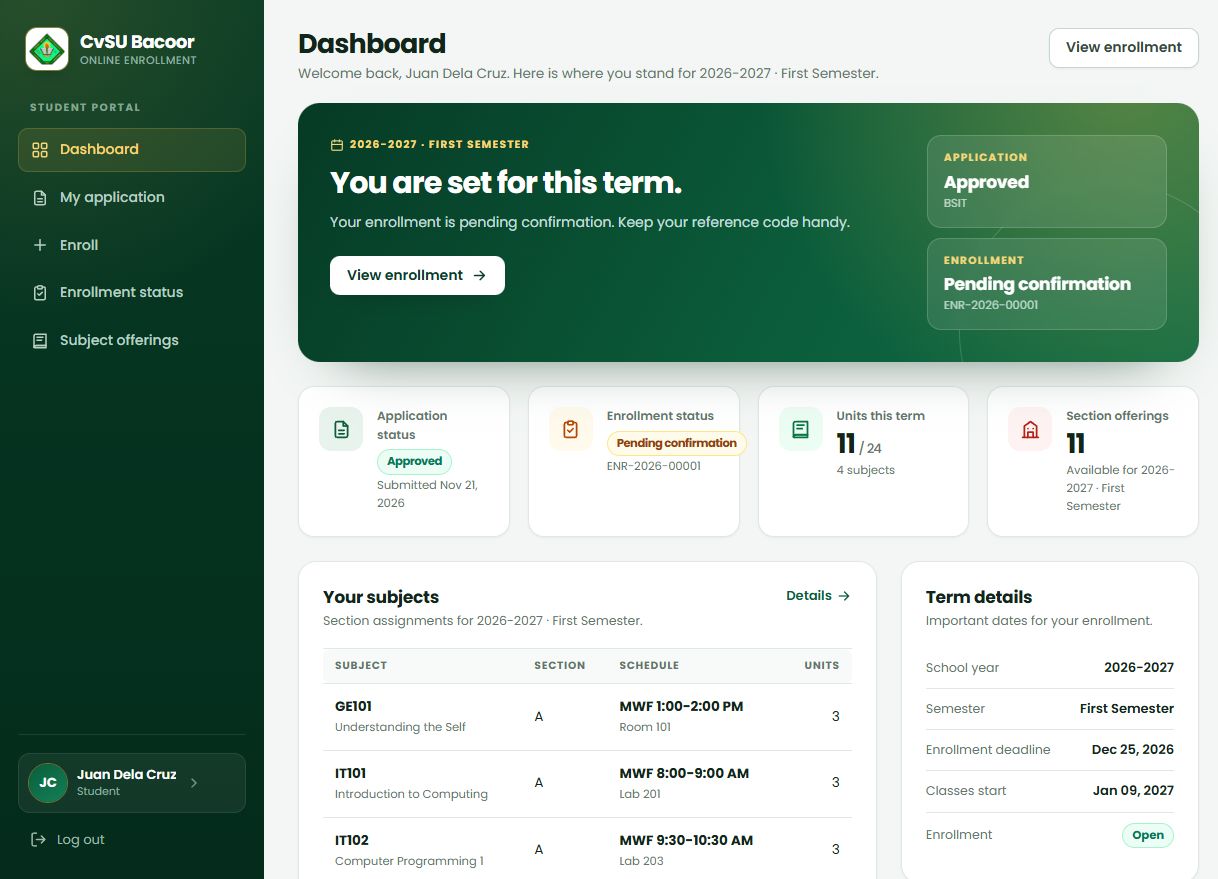 CvSU Bacoor
ONLINE ENROLLMENT
STUDENT PORTAL
Dashboard
My application
Enroll
Enrollment status
Subject offerings
JC
Juan Dela Cruz
Student
Log out
Dashboard
Welcome back, Juan Dela Cruz. Here is where you stand for 2026-2027 · First Semester.
View enrollment
2026-2027 · FIRST SEMESTER
You are set for this term.
Your enrollment is pending confirmation. Keep your reference code handy.
View enrollment
APPLICATION
Approved
BSIT
ENROLLMENT
Pending confirmation
ENR-2026-00001
Application
status
Approved
Submitted Nov 21,
2026
Enrollment status
Pending confirmation
ENR-2026-00001
Units this term
11 / 24
4 subjects
Section offerings
11
Available for 2026-
2027 · First
Semester
Your subjects
Details
Section assignments for 2026-2027 · First Semester.
SUBJECT SECTION SCHEDULE UNITS
GE101 A MWF 1:00-2:00 PM 3
Understanding the Self Room 101
IT101 A MWF 8:00-9:00 AM 3
Introduction to Computing Lab 201
IT102 A MWF 9:30-10:30 AM 3
Computer Programming 1 Lab 203
Term details
Important dates for your enrollment.
School year 2026-2027
Semester First Semester
Enrollment deadline Dec 25, 2026
Classes start Jan 09, 2027
Enrollment Open